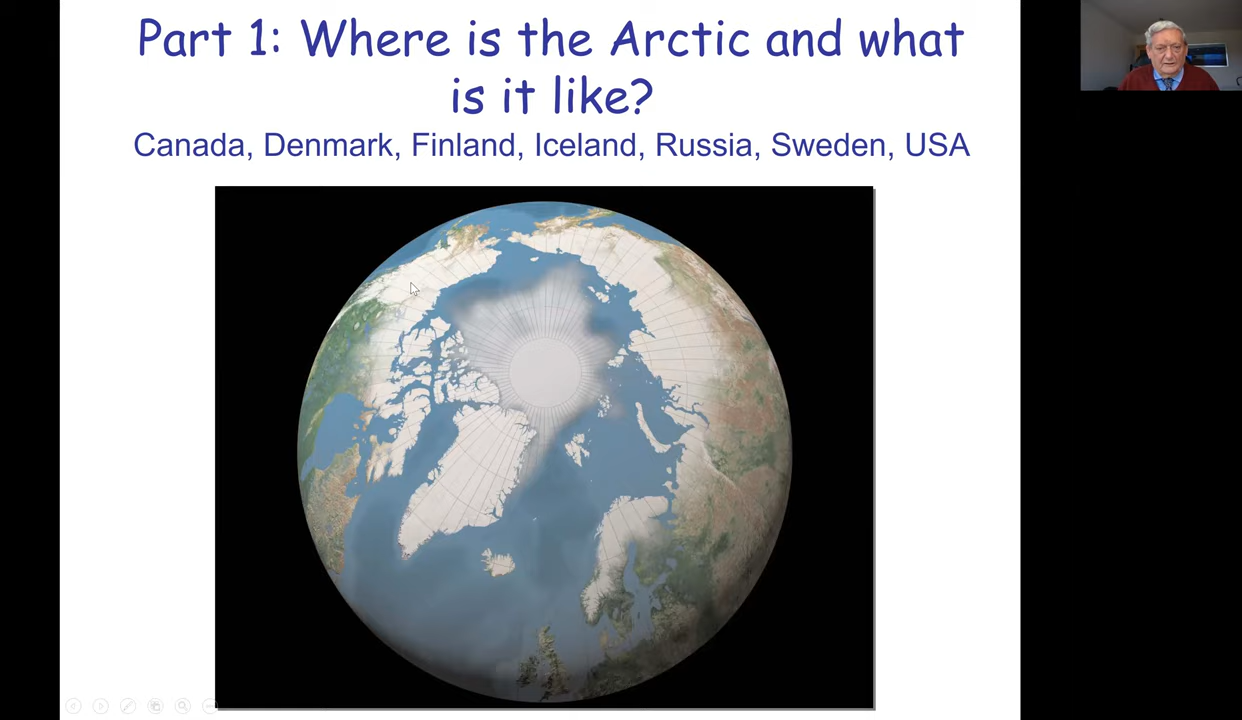 Part 1: Where is the Arctic and what
is it like?
Canada, Denmark, Finland, Iceland, Russia, Sweden, USA